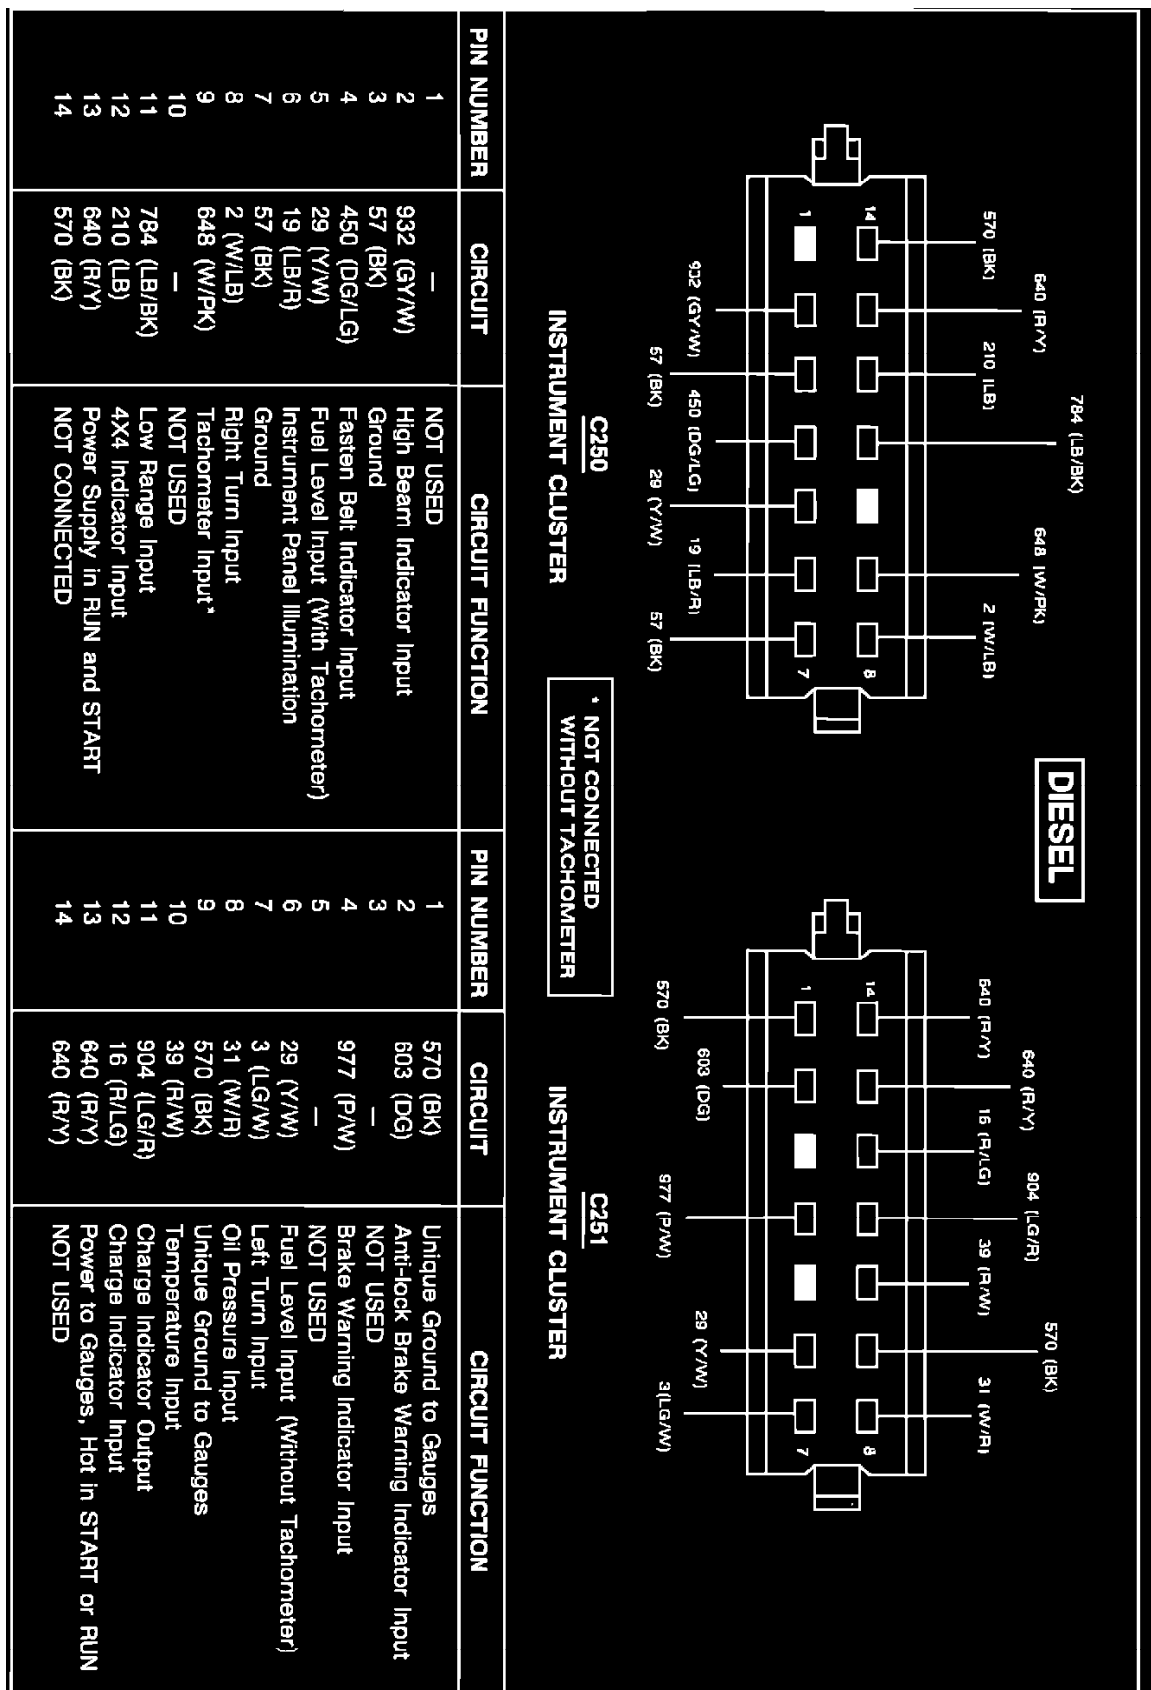 DIESEL
784 (LB/BK)
640 (R/Y)
648 (W/PK)
570 (BK)
210 (LB)
2 (W/LB)
14
8
1
7
932 (GY/W)
450 (DG/LG)
19 (LB/R)
57 (BK)
29 (Y/W)
57 (BK)
C250
INSTRUMENT CLUSTER
* NOT CONNECTED
WITHOUT TACHOMETER
640 (R/Y)
904 (LG/R)
570 (BK)
640 (R/Y)
16 (R/LG)
39 (R/W)
31 (W/R)
14
8
1
7
603 (DG)
570 (BK)
977 (P/W)
29 (Y/W)
3(LG/W)
C251
INSTRUMENT CLUSTER
PIN NUMBER CIRCUIT CIRCUIT FUNCTION
1 — NOT USED
2 932 (GY/W) High Beam Indicator Input
3 57 (BK) Ground
4 450 (DG/LG) Fasten Belt Indicator Input
5 29 (Y/W) Fuel Level Input (With Tachometer)
6 19 (LB/R) Instrument Panel Illumination
7 57 (BK) Ground
8 2 (W/LB) Right Turn Input
9 648 (W/PK) Tachometer Input*
10 — NOT USED
11 784 (LB/BK) Low Range Input
12 210 (LB) 4X4 Indicator Input
13 640 (R/Y) Power Supply in RUN and START
14 570 (BK) NOT CONNECTED
PIN NUMBER CIRCUIT CIRCUIT FUNCTION
1 570 (BK) Unique Ground to Gauges
2 603 (DG) Anti-lock Brake Warning Indicator Input
3 — NOT USED
4 977 (P/W) Brake Warning Indicator Input
5 — NOT USED
6 29 (Y/W) Fuel Level Input (Without Tachometer)
7 3 (LG/W) Left Turn Input
8 31 (W/R) Oil Pressure Input
9 570 (BK) Unique Ground to Gauges
10 39 (R/W) Temperature Input
11 904 (LG/R) Charge Indicator Output
12 16 (R/LG) Charge Indicator Input
13 640 (R/Y) Power to Gauges, Hot in START or RUN
14 640 (R/Y) NOT USED